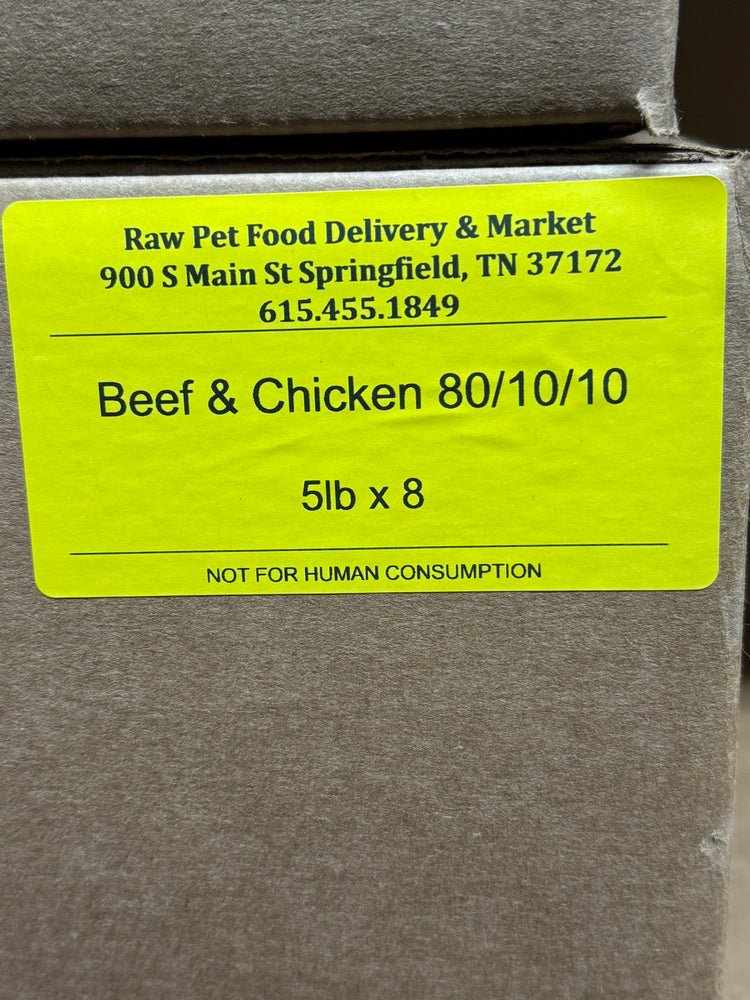 Raw Pet Food Delivery & Market
900 S Main St Springfield, TN 37172
615.455.1849
Beef & Chicken 80/10/10
5lb x 8
NOT FOR HUMAN CONSUMPTION